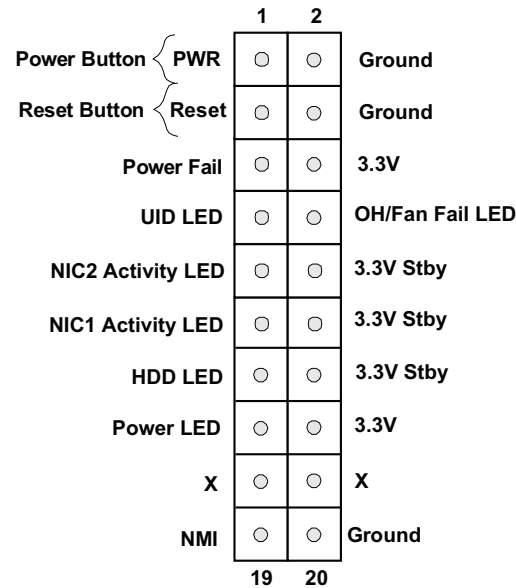 1 2
Power Button PWR Ground
Reset Button Reset Ground
Power Fail 3.3V
UID LED OH/Fan Fail LED
NIC2 Activity LED 3.3V Stby
NIC1 Activity LED 3.3V Stby
HDD LED 3.3V Stby
Power LED 3.3V
X X
NMI Ground
19 20